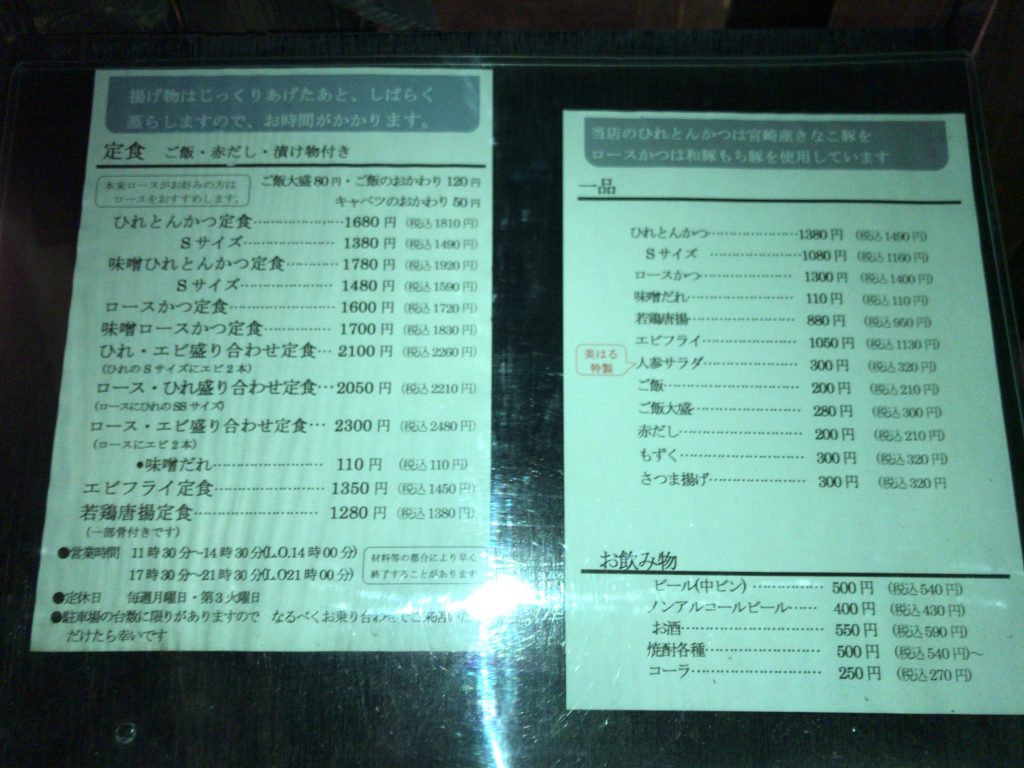 揚げ物はじっくりあげたあと、しばらく
蒸らしますので、お時間がかかります。
定食　ご飯・赤だし・漬け物付き
本来ロースがお好みの方は
ロースをおすすめします。
ご飯大盛80円・ご飯のおかわり120円
キャベツのおかわり50円
ひれとんかつ定食……………1680円（税込1810円）
Sサイズ……………1380円（税込1490円）
味噌ひれとんかつ定食………1780円（税込1920円）
Sサイズ……………1480円（税込1590円）
ロースかつ定食………………1600円（税込1720円）
味噌ロースかつ定食…………1700円（税込1830円）
ひれ・エビ盛り合わせ定食…2100円（税込2260円）
（ひれのSサイズにエビ2本）
ロース・ひれ盛り合わせ定食…2050円（税込2210円）
（ロースにひれのSSサイズ）
ロース・エビ盛り合わせ定食…2300円（税込2480円）
（ロースにエビ2本）
●味噌だれ………………110円（税込110円）
エビフライ定食………………1350円（税込1450円）
若鶏唐揚定食…………………1280円（税込1380円）
（一部骨付きです）
●営業時間　11時30分～14時30分(L.O.14時00分）
17時30分～21時30分(L.O21時00分）
材料等の都合により早く
終了することがあります
●定休日　毎週月曜日・第3火曜日
●駐車場の台数に限りがありますので　なるべくお乗り合わせでご来店いた
だけたら幸いです
当店のひれとんかつは宮崎産きなこ豚を
ロースかつは和豚もち豚を使用しています
一品
ひれとんかつ………………1380円（税込1490円）
Sサイズ　……………1080円（税込1160円）
ロースかつ…………………1300円（税込1400円）
味噌だれ……………………110円（税込110円）
若鶏唐揚……………………880円（税込950円）
エビフライ…………………1050円（税込1130円）
美はる
特製
人参サラダ…………………300円（税込320円）
ご飯…………………………200円（税込210円）
ご飯大盛……………………280円（税込300円）
赤だし………………………200円（税込210円）
もずく………………………300円（税込320円）
さつま揚げ…………………300円（税込320円
お飲み物
ビール(中ビン）……………500円（税込540円）
ノンアルコールビール……400円（税込430円）
お酒…………………………550円（税込590円）
焼酎各種……………………500円（税込540円）～
コーラ………………………250円（税込270円）